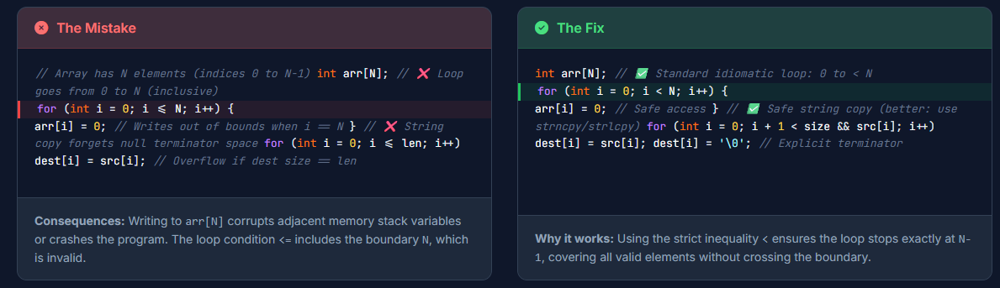 The Mistake
// Array has N elements (indices 0 to N-1) int arr[N]; // ❌ Loop
goes from 0 to N (inclusive)
for (int i = 0; i <= N; i++) {
arr[i] = 0; // Writes out of bounds when i == N } // ❌ String
copy forgets null terminator space for (int i = 0; i <= len; i++)
dest[i] = src[i]; // Overflow if dest size == len
Consequences: Writing to arr[N] corrupts adjacent memory stack variables
or crashes the program. The loop condition <= includes the boundary N, which
is invalid.
The Fix
int arr[N]; // ✅ Standard idiomatic loop: 0 to < N
for (int i = 0; i < N; i++) {
arr[i] = 0; // Safe access } // ✅ Safe string copy (better: use
strncpy/strlcpy) for (int i = 0; i + 1 < size && src[i]; i++)
dest[i] = src[i]; dest[i] = '\0'; // Explicit terminator
Why it works: Using the strict inequality < ensures the loop stops exactly at N-
1, covering all valid elements without crossing the boundary.